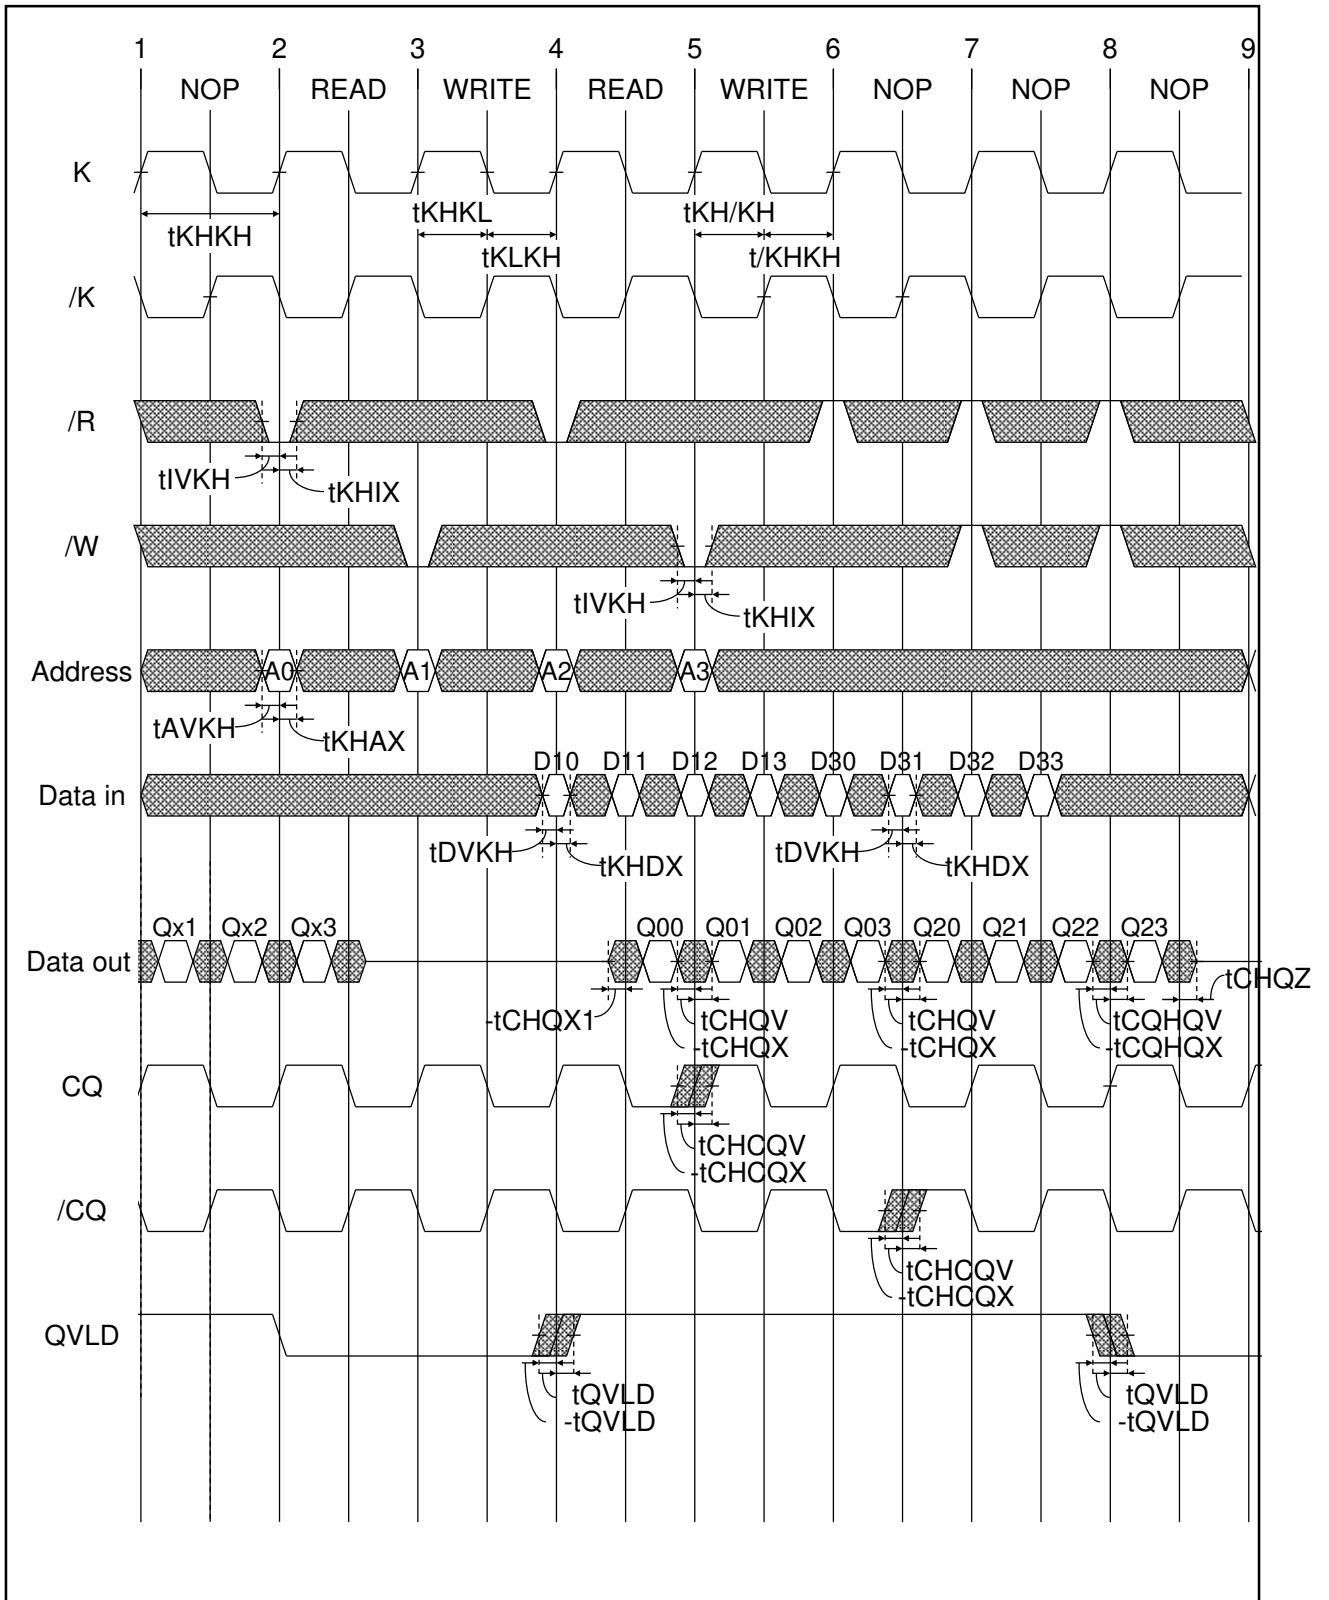 1 2 3 4 5 6 7 8 9
NOP READ WRITE READ WRITE NOP NOP NOP
K
tKHKL tKH/KH
tKHKH
tKLKH t/KHKH
/K
/R
tIVKH
tKHIX
/W
tIVKH
tKHIX
Address A0 A1 A2 A3
tAVKH
tKHAX
D10 D11 D12 D13 D30 D31 D32 D33
Data in
tDVKH tDVKH
tKHDX tKHDX
Qx1 Qx2 Qx3 Q00 Q01 Q02 Q03 Q20 Q21 Q22 Q23
Data out
tCHQZ
-tCHQX1 tCHQV tCHQV tCQHQV
-tCHQX -tCHQX -tCQHQX
CQ
tCHCQV
-tCHCQX
/CQ
tCHCQV
-tCHCQX
QVLD
tQVLD tQVLD
-tQVLD -tQVLD